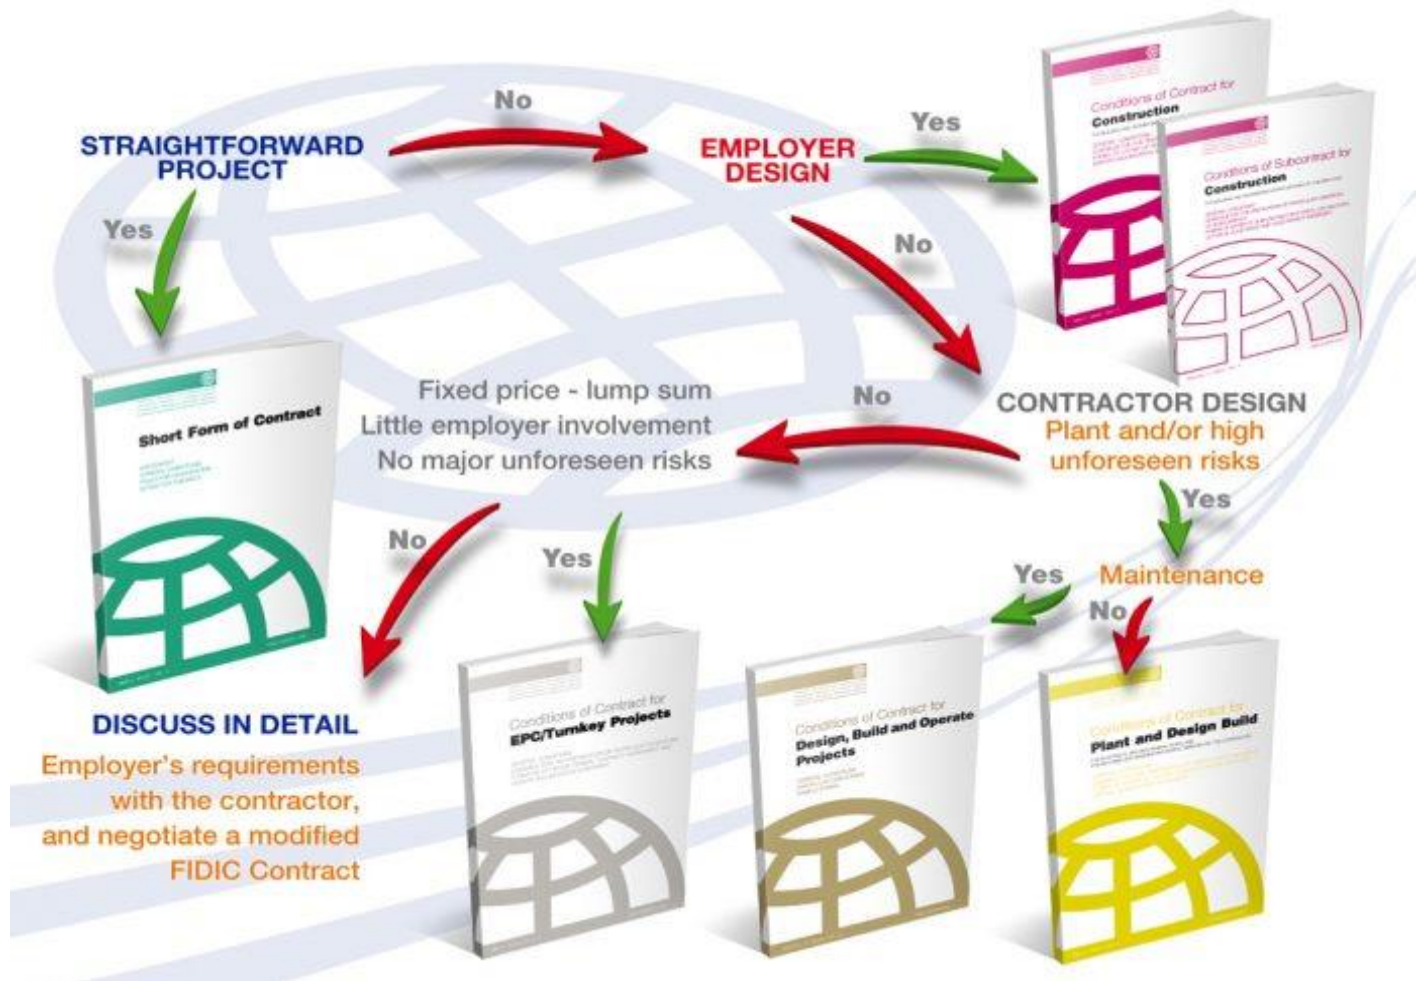 No
STRAIGHTFORWARD
PROJECT
EMPLOYER
DESIGN
Yes
Conditions of Contract for
Construction
Conditions of Subcontract for
Construction
Yes
No
Short Form of Contract
Fixed price - lump sum
Little employer involvement
No major unforeseen risks
No
CONTRACTOR DESIGN
Plant and/or high
unforeseen risks
Yes
No
Yes
Yes
Maintenance
No
DISCUSS IN DETAIL
Employer's requirements
with the contractor,
and negotiate a modified
FIDIC Contract
Conditions of Contract for
EPC/Turnkey Projects
Conditions of Contract for
Design, Build and Operate
Projects
Conditions of Contract for
Plant and Design Build